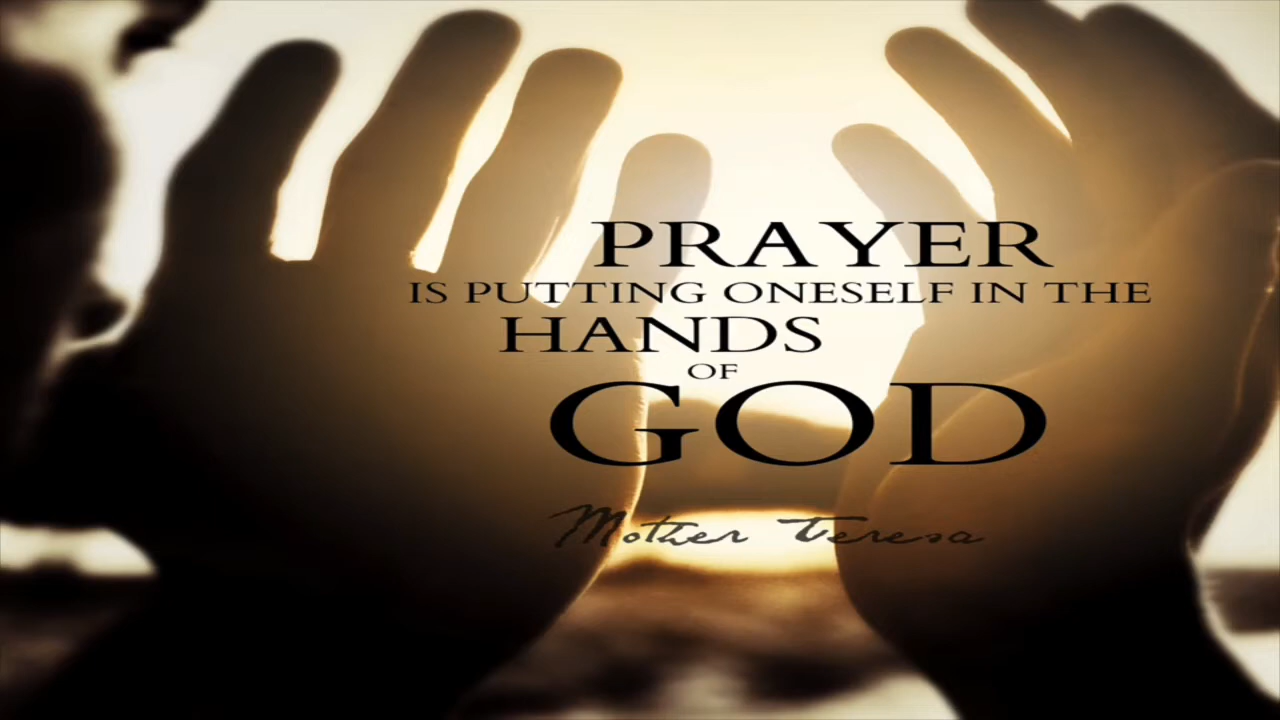 PRAYER
IS PUTTING ONESELF IN THE
HANDS
OF
GOD
Mother Teresa